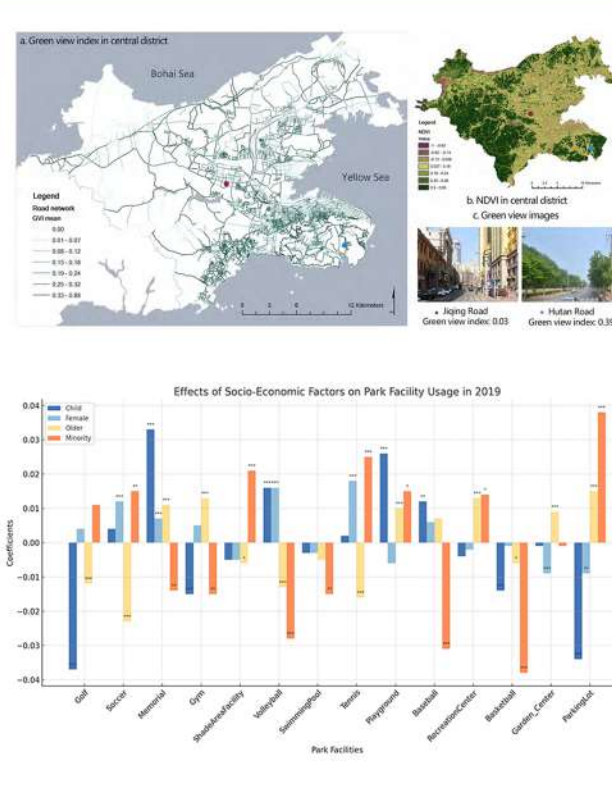 a. Green view index in central district
Bohai Sea
Yellow Sea
Legend
Road network
GVI mean
0.00
0.01 - 0.07
0.08 - 0.12
0.13 - 0.18
0.19 - 0.24
0.25 - 0.32
12 Kilometers
Legend
NDVI
b. NDVI in central district
c. Green view images
Jiqing Road
Green view index: 0.03
Hutan Road
Green view index: 0.39
Effects of Socio-Economic Factors on Park Facility Usage in 2019
Child
Female
Older
Minority
Coefficients
0.04
0.03
0.02
0.01
0.00
−0.01
−0.02
−0.03
−0.04
Golf
Soccer
Memorial
Gym
ShadeAreaFacility
Volleyball
SwimmingPool
Tennis
Playground
Baseball
RecreationCenter
Basketball
Garden_Center
ParkingLot
Park Facilities